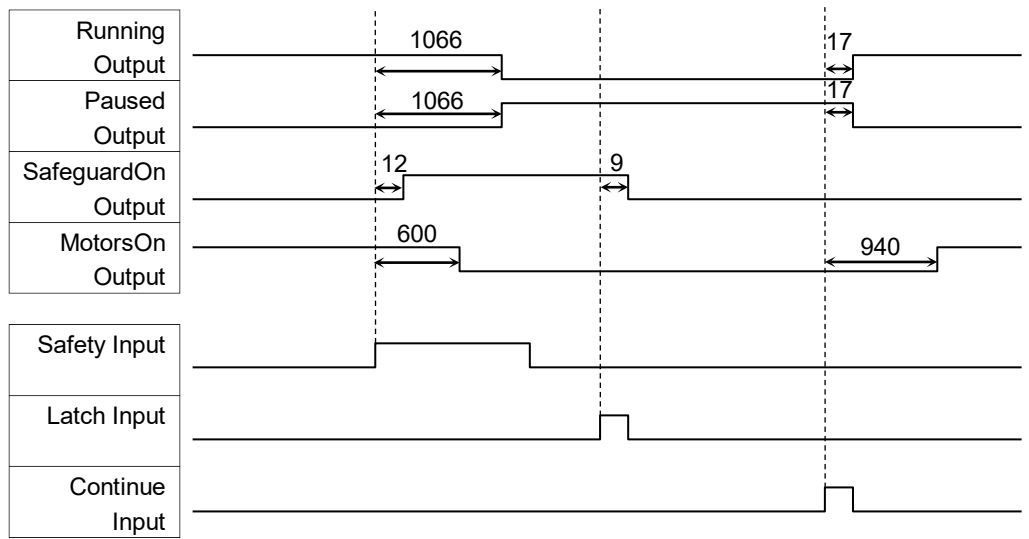 Running
Output
1066
17
Paused
Output
1066
17
SafeguardOn
Output
12
9
MotorsOn
Output
600
940
Safety Input
Latch Input
Continue
Input